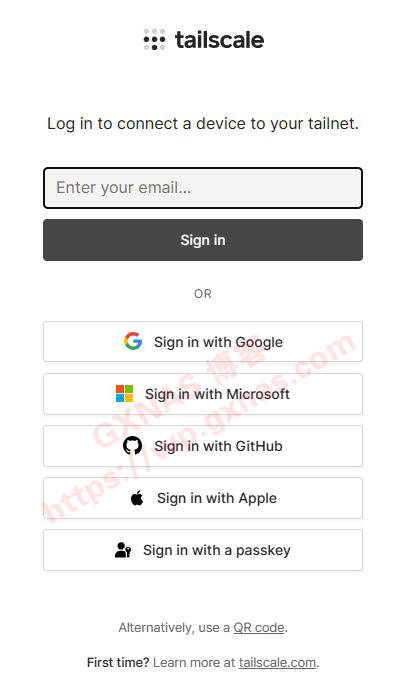 tailscale
Log in to connect a device to your tailnet.
Enter your email...
Sign in
OR
Sign in with Google
Sign in with Microsoft
Sign in with GitHub
Sign in with Apple
Sign in with a passkey
GXNAS 博客
https://wp.gxnas.com
Alternatively, use a QR code.
First time? Learn more at tailscale.com.